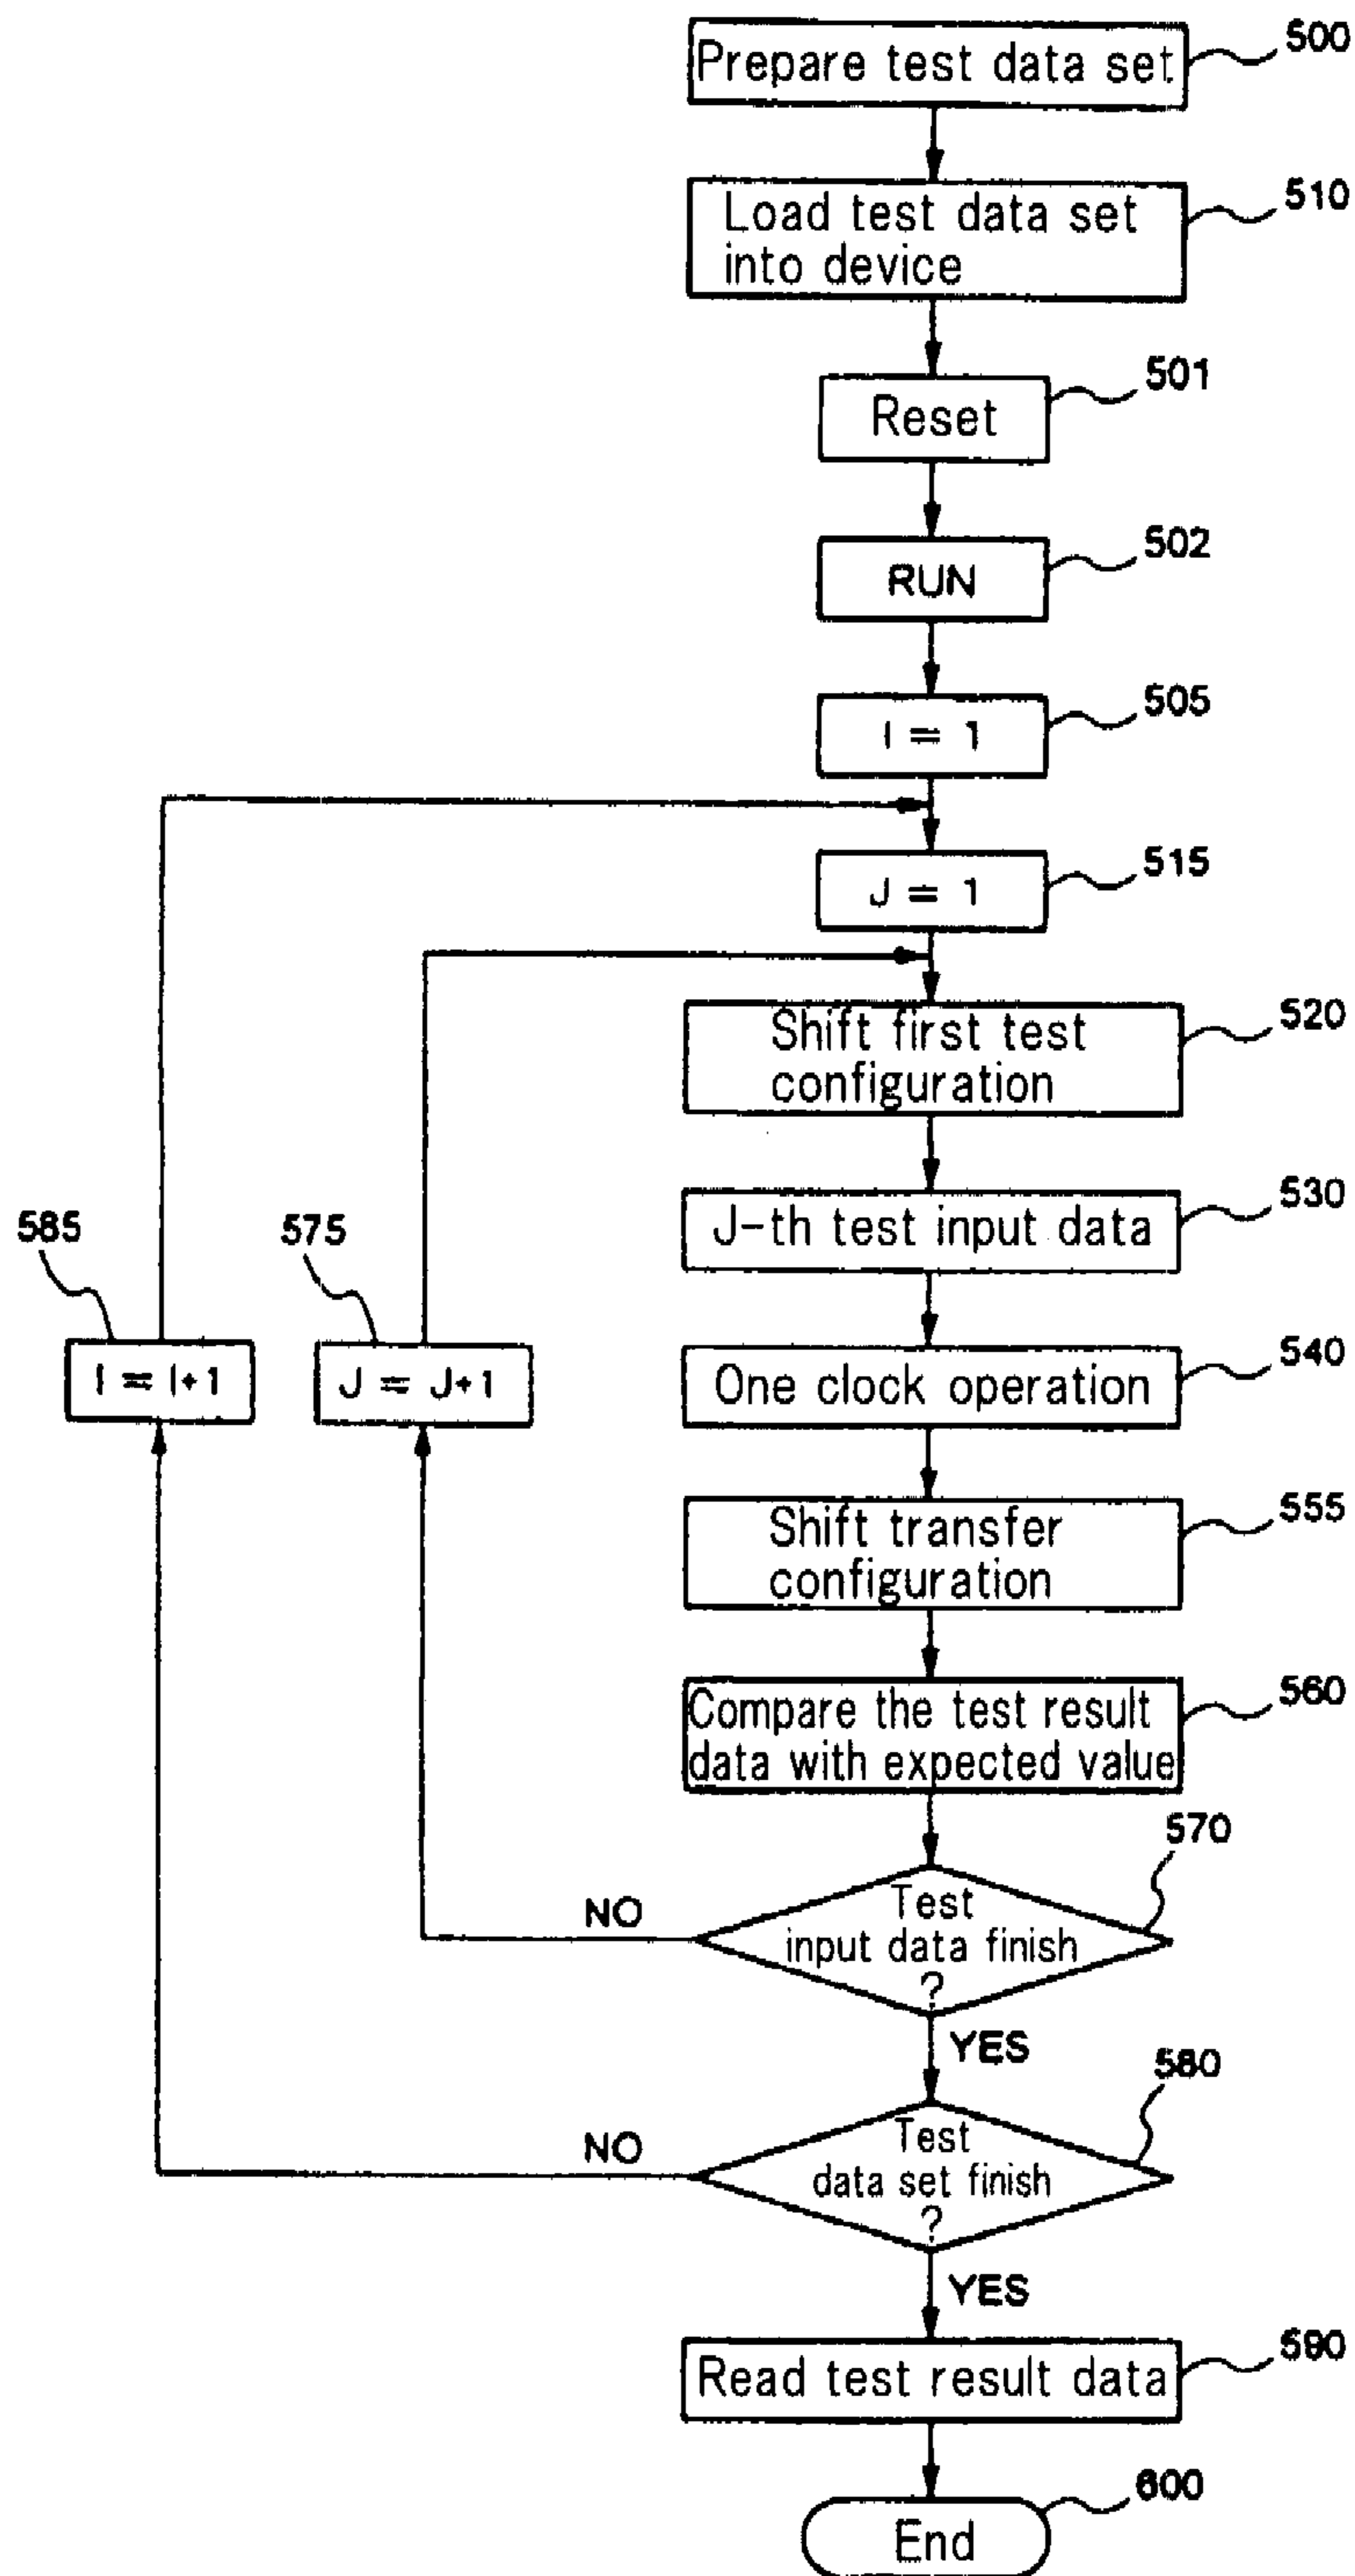 Prepare test data set
500
Load test data set
into device
510
Reset
501
RUN
502
I = 1
505
J = 1
515
Shift first test
configuration
520
J-th test input data
530
585
I = I+1
575
J = J+1
One clock operation
540
Shift transfer
configuration
555
Compare the test result
data with expected value
560
Test
input data finish
?
570
NO
YES
Test
data set finish
?
580
NO
YES
Read test result data
590
End
600